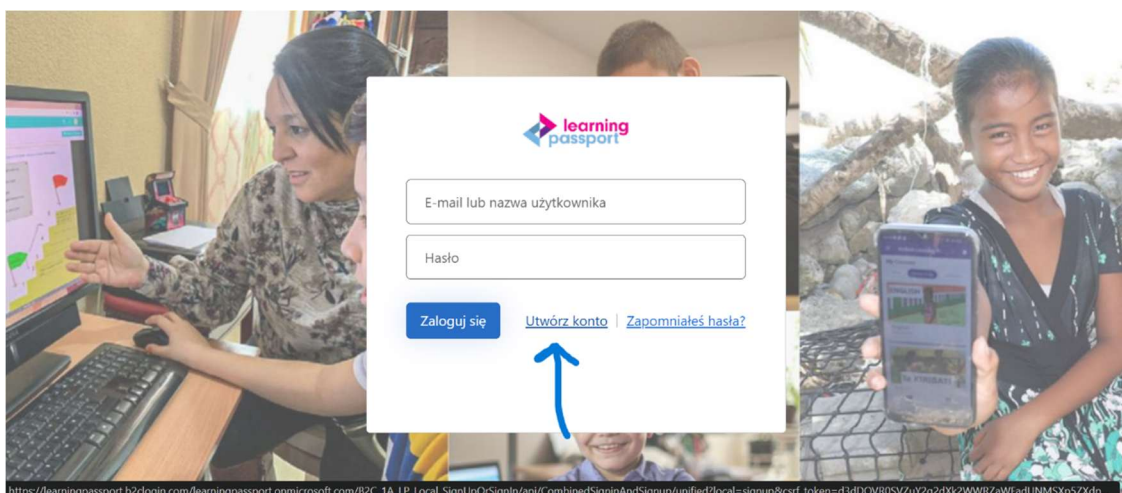 learning
passport
E-mail lub nazwa użytkownika
Hasło
Zaloguj się
Utwórz konto | Zapomniałeś hasła?